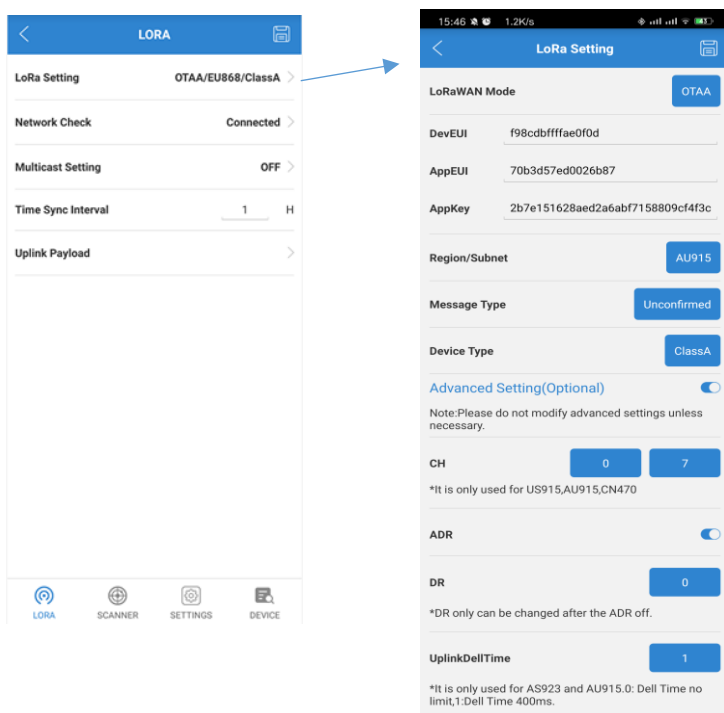 LORA
LoRa Setting OTAA/EU868/ClassA
Network Check Connected
Multicast Setting OFF
Time Sync Interval 1 H
Uplink Payload
LORA SCANNER SETTINGS DEVICE
15:46 1.2K/s
LoRa Setting
LoRaWAN Mode OTAA
DevEUI f98cdbffffae0f0d
AppEUI 70b3d57ed0026b87
AppKey 2b7e151628aed2a6abf7158809cf4f3c
Region/Subnet AU915
Message Type Unconfirmed
Device Type ClassA
Advanced Setting(Optional)
Note:Please do not modify advanced settings unless
necessary.
CH 0 7
*It is only used for US915,AU915,CN470
ADR
DR 0
*DR only can be changed after the ADR off.
UplinkDellTime 1
*It is only used for AS923 and AU915.0: Dell Time no
limit,1:Dell Time 400ms.